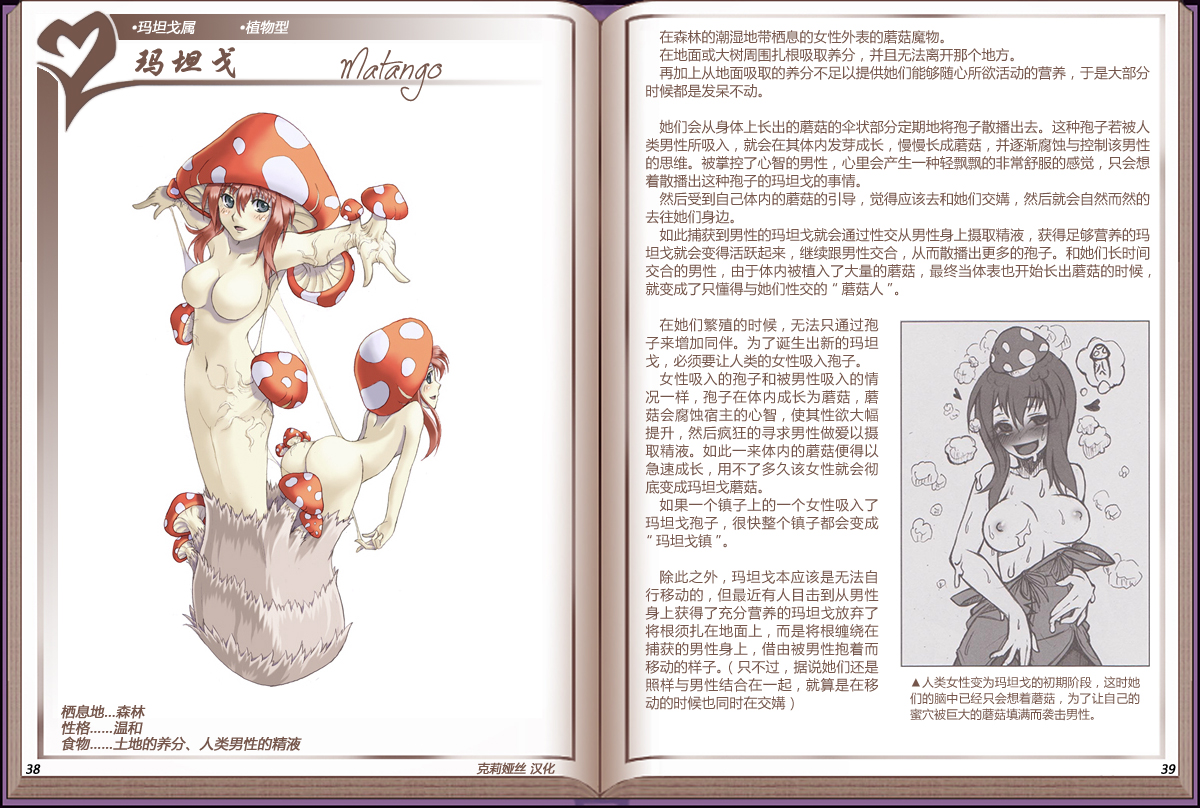 •玛坦戈属 •植物型
玛坦戈 Matango
栖息地...森林
性格......温和
食物......土地的养分、人类男性的精液
38
克莉娅丝 汉化
在森林的潮湿地带栖息的女性外表的蘑菇魔物。
在地面或大树周围扎根吸取养分，并且无法离开那个地方。
再加上从地面吸取的养分不足以提供她们能够随心所欲活动的营养，于是大部分
时候都是发呆不动。
她们会从身体上长出的蘑菇的伞状部分定期地将孢子散播出去。这种孢子若被人
类男性所吸入，就会在其体内发芽成长，慢慢长成蘑菇，并逐渐腐蚀与控制该男性
的思维。被掌控了心智的男性，心里会产生一种轻飘飘的非常舒服的感觉，只会想
着散播出这种孢子的玛坦戈的事情。
然后受到自己体内的蘑菇的引导，觉得应该去和她们交媾，然后就会自然而然的
去往她们身边。
如此捕获到男性的玛坦戈就会通过性交从男性身上摄取精液，获得足够营养的玛
坦戈就会变得活跃起来，继续跟男性交合，从而散播出更多的孢子。和她们长时间
交合的男性，由于体内被植入了大量的蘑菇，最终当体表也开始长出蘑菇的时候，
就变成了只懂得与她们性交的“蘑菇人”。
在她们繁殖的时候，无法只通过孢
子来增加同伴。为了诞生出新的玛坦
戈，必须要让人类的女性吸入孢子。
女性吸入的孢子和被男性吸入的情
况一样，孢子在体内成长为蘑菇，蘑
菇会腐蚀宿主的心智，使其性欲大幅
提升，然后疯狂的寻求男性做爱以摄
取精液。如此一来体内的蘑菇便得以
急速成长，用不了多久该女性就会彻
底变成玛坦戈蘑菇。
如果一个镇子上的一个女性吸入了
玛坦戈孢子，很快整个镇子都会变成
“玛坦戈镇”。
除此之外，玛坦戈本应该是无法自
行移动的，但最近有人目击到从男性
身上获得了充分营养的玛坦戈放弃了
将根须扎在地面上，而是将根缠绕在
捕获的男性身上，借由被男性抱着而
移动的样子。（只不过，据说她们还是
照样与男性结合在一起，就算是在移
动的时候也同时在交媾）
▲人类女性变为玛坦戈的初期阶段，这时她
们的脑中已经只会想着蘑菇，为了让自己的
蜜穴被巨大的蘑菇填满而袭击男性。
39